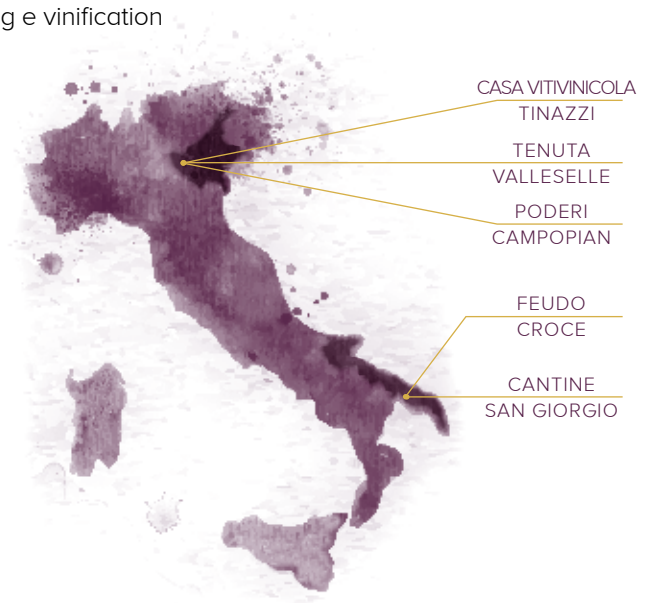 g e vinification
CASA VITIVINICOLA
TINAZZI
TENUTA
VALLESELLE
PODERI
CAMPOPIAN
FEUDO
CROCE
CANTINE
SAN GIORGIO